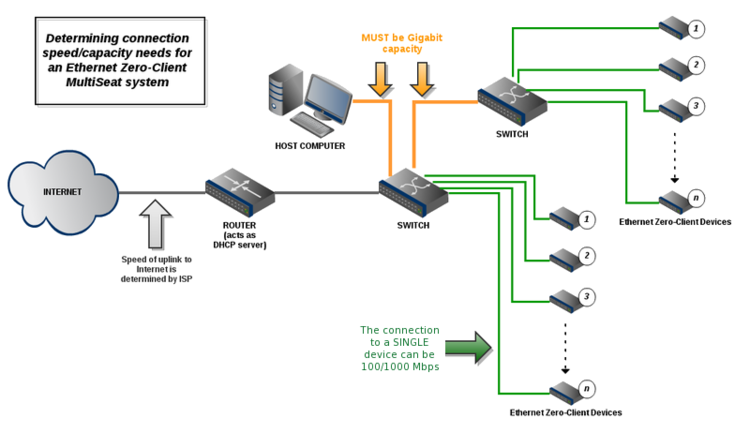 Determining connection
speed/capacity needs for
an Ethernet Zero-Client
MultiSeat system
MUST be Gigabit
capacity
HOST COMPUTER
SWITCH
1
2
3
n
Ethernet Zero-Client Devices
INTERNET
ROUTER
(acts as
DHCP server)
SWITCH
Speed of uplink to
Internet is
determined by ISP
1
2
3
n
Ethernet Zero-Client Devices
The connection
to a SINGLE
device can be
100/1000 Mbps